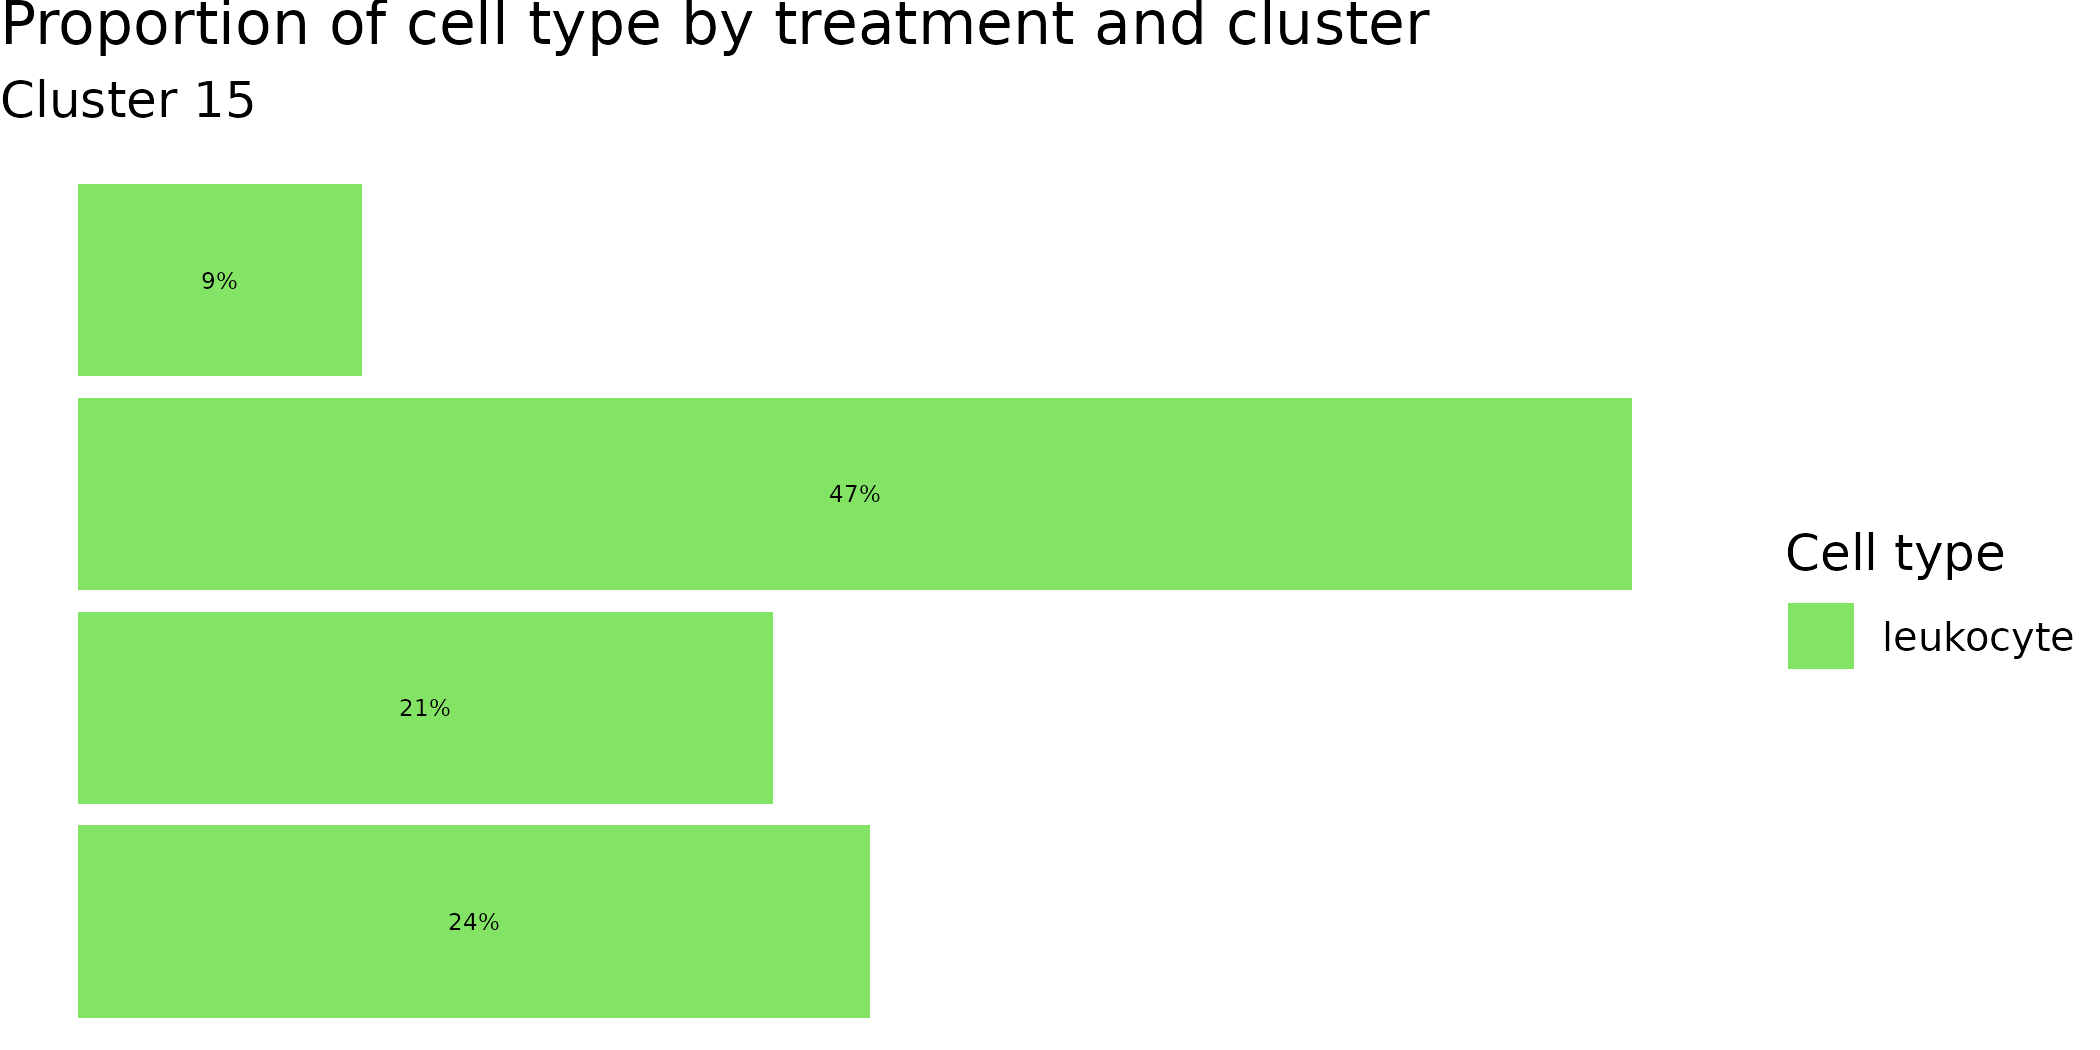 Proportion of cell type by treatment and cluster
Cluster 15
9%
47%
21%
24%
Cell type
leukocyte